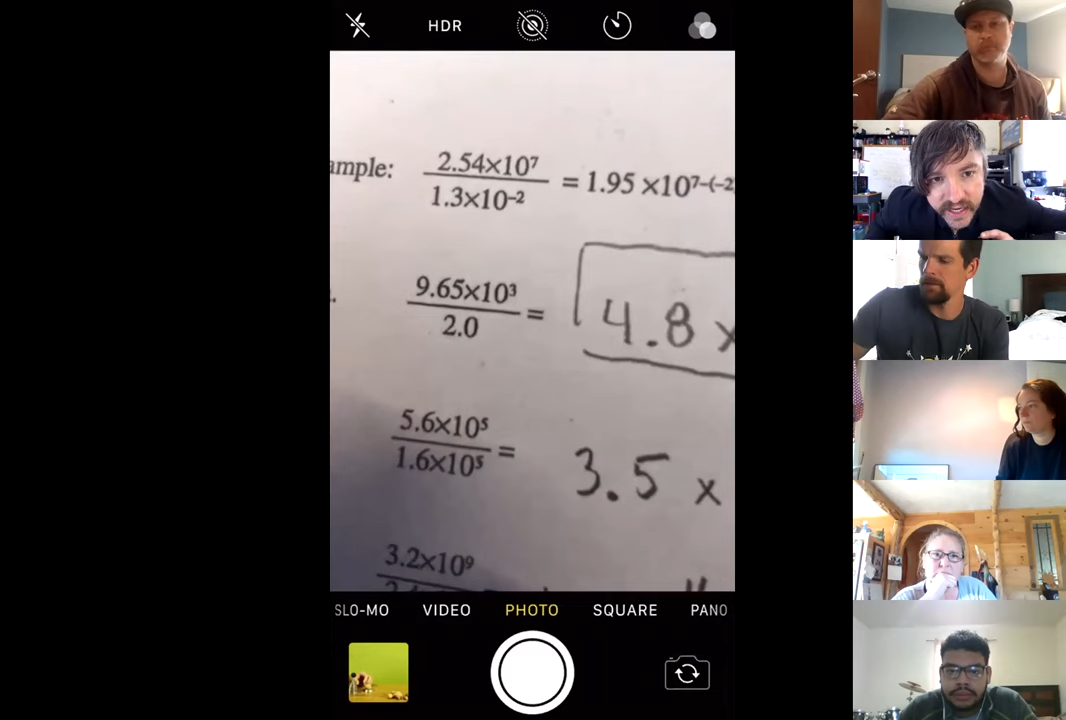 HDR
ample: 2.54×10⁷
1.3×10⁻² = 1.95 ×10⁷⁻⁽⁻²
9.65×10³
2.0 = 4.8 x
5.6×10⁵
1.6×10⁵ = 3.5 x
3.2×10⁹
SLO-MO VIDEO PHOTO SQUARE PANO